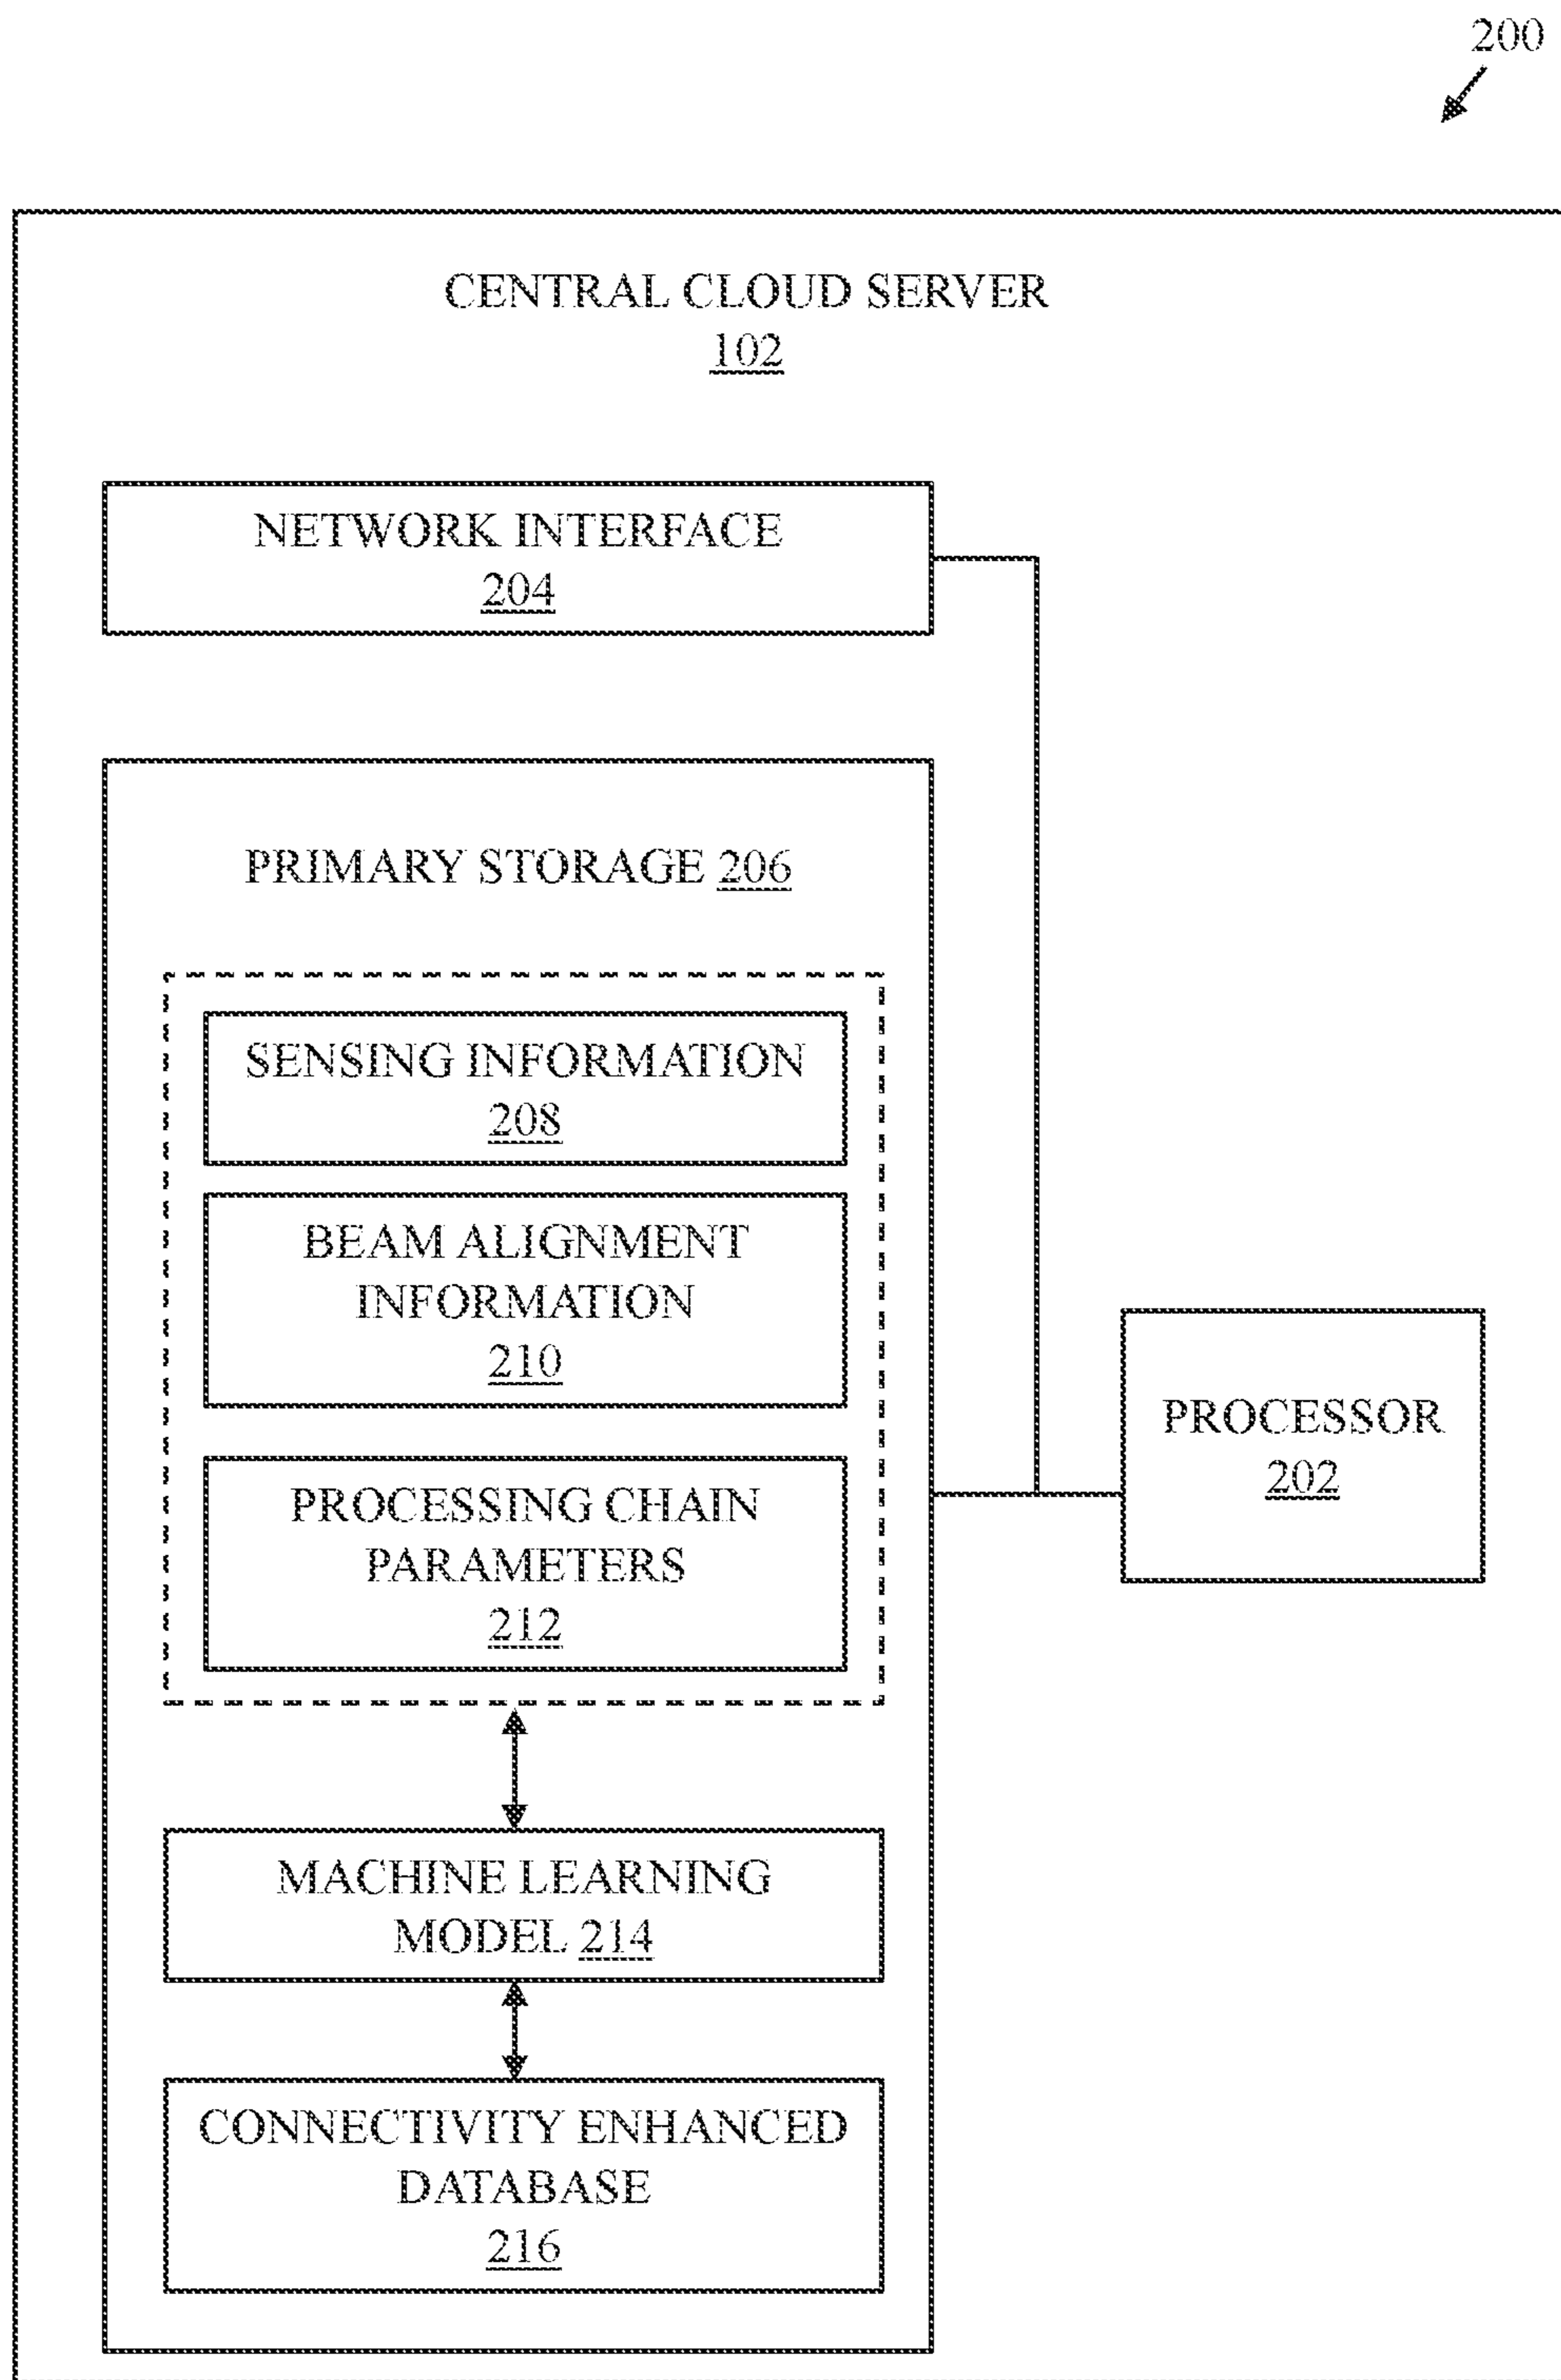 200
CENTRAL CLOUD SERVER
102
NETWORK INTERFACE
204
PRIMARY STORAGE 206
SENSING INFORMATION
208
BEAM ALIGNMENT
INFORMATION
210
PROCESSING CHAIN
PARAMETERS
212
PROCESSOR
202
MACHINE LEARNING
MODEL 214
CONNECTIVITY ENHANCED
DATABASE
216